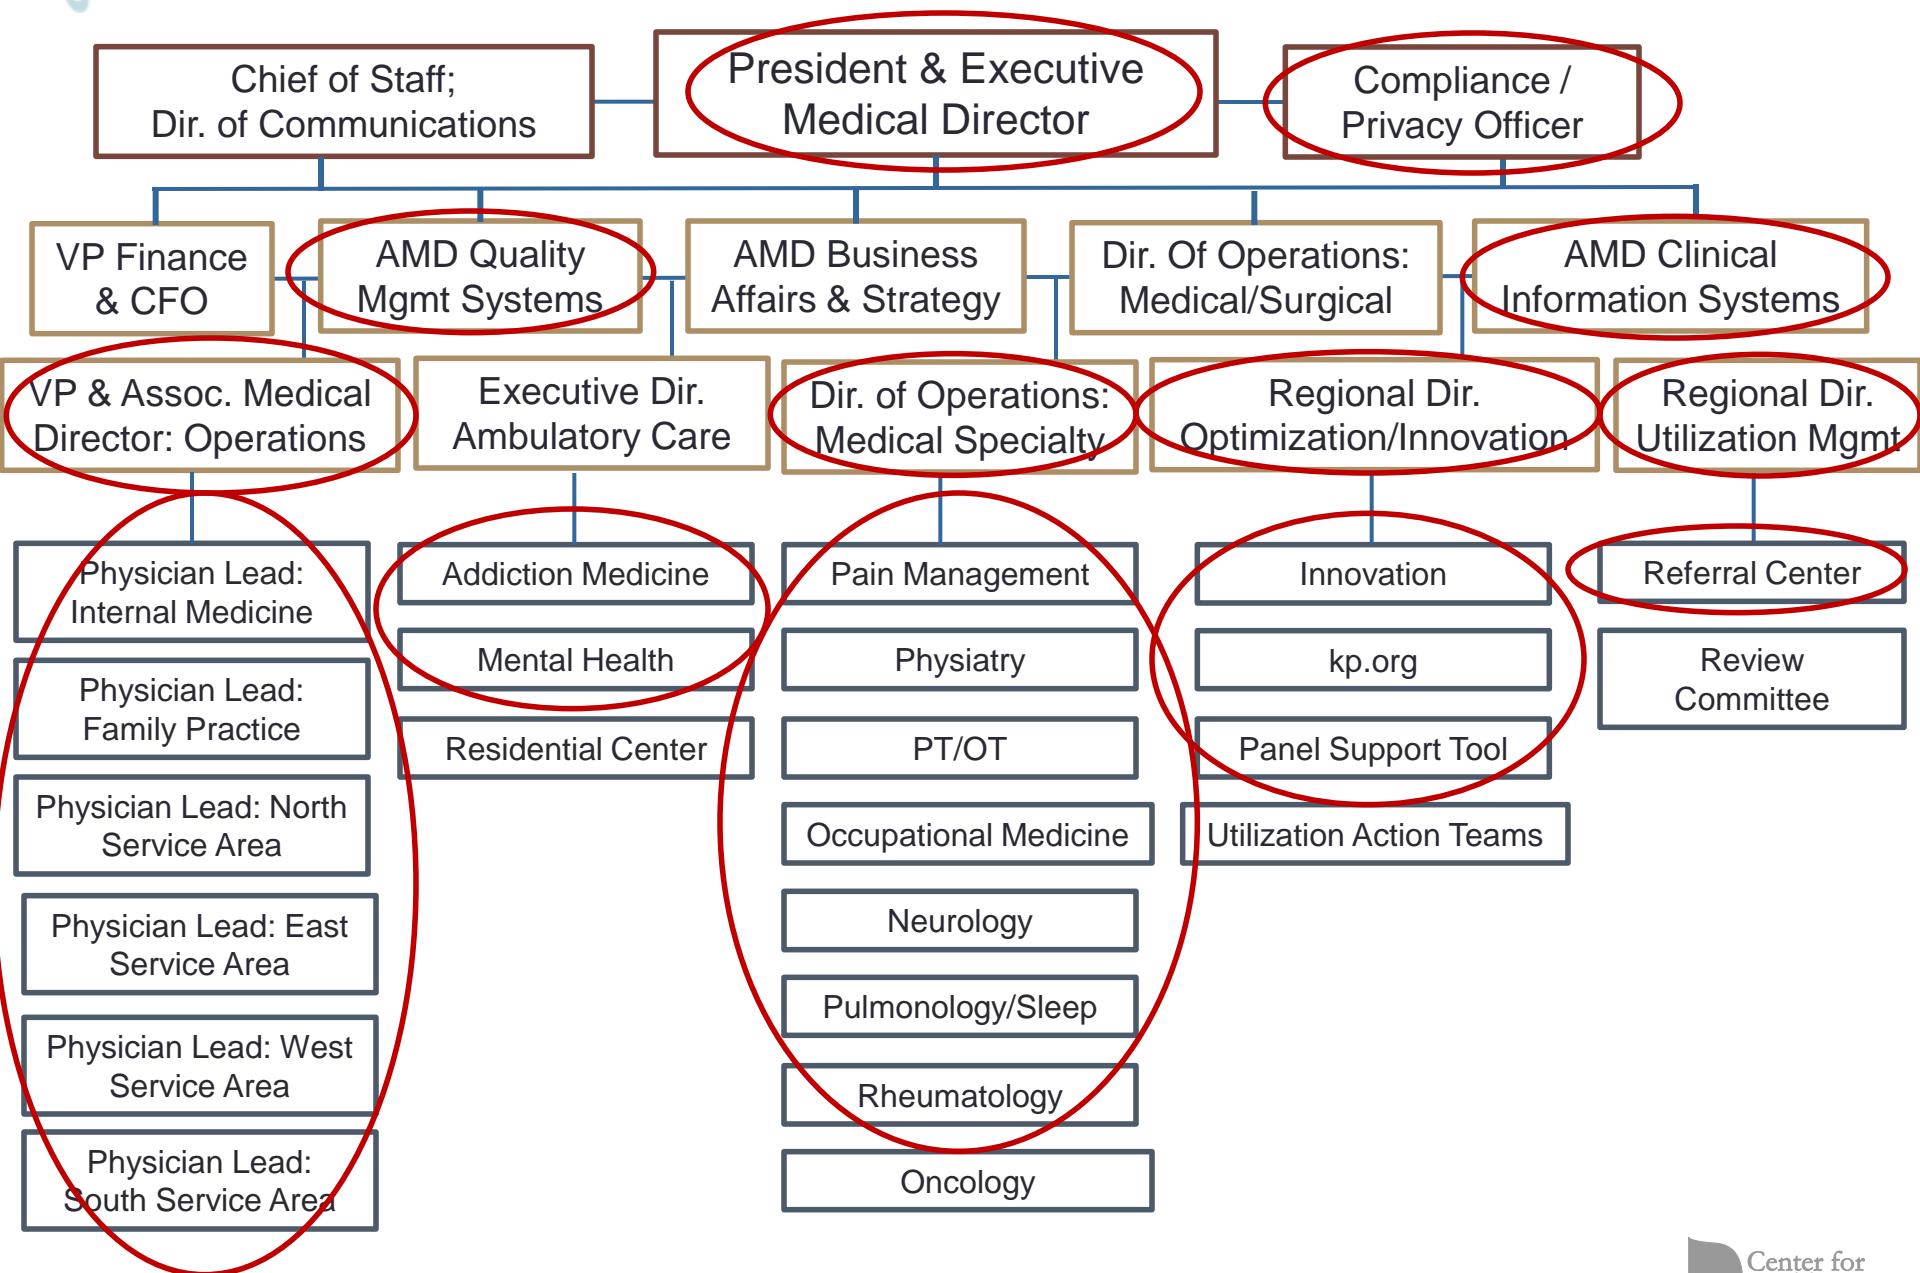 Chief of Staff;
Dir. of Communications
President & Executive
Medical Director
Compliance /
Privacy Officer
VP Finance
& CFO
AMD Quality
Mgmt Systems
AMD Business
Affairs & Strategy
Dir. Of Operations:
Medical/Surgical
AMD Clinical
Information Systems
VP & Assoc. Medical
Director: Operations
Executive Dir.
Ambulatory Care
Dir. of Operations:
Medical Specialty
Regional Dir.
Optimization/Innovation
Regional Dir.
Utilization Mgmt
Physician Lead:
Internal Medicine
Physician Lead:
Family Practice
Physician Lead: North
Service Area
Physician Lead: East
Service Area
Physician Lead: West
Service Area
Physician Lead:
South Service Area
Addiction Medicine
Mental Health
Residential Center
Pain Management
Physiatry
PT/OT
Occupational Medicine
Neurology
Pulmonology/Sleep
Rheumatology
Oncology
Innovation
kp.org
Panel Support Tool
Utilization Action Teams
Referral Center
Review
Committee
Center for